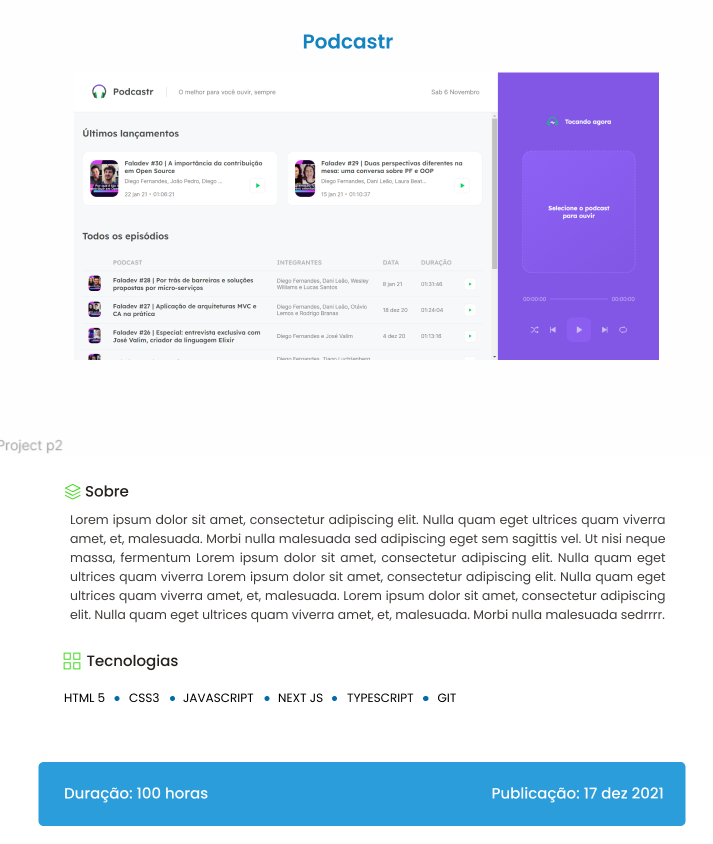 Podcastr
Podcastr
O melhor para você ouvir, sempre
Sab 6 Novembro
Tocando agora
Últimos lançamentos
Faladev #30 | A importância da contribuição
em Open Source
Diego Fernandes, João Pedro, Diego ...
22 jan 21 • 01:08:21
Faladev #29 | Duas perspectivas diferentes na
mesa: uma conversa sobre PF e OOP
Diego Fernandes, Dani Leão, Laura Beat...
15 jan 21 • 01:10:37
Selecione o podcast
para ouvir
Todos os episódios
PODCAST INTEGRANTES DATA DURAÇÃO
Faladev #28 | Por trás de barreiras e soluções
propostas por micro-serviços
Diego Fernandes, Dani Leão, Wesley
Willians e Lucas Santos
8 jan 21
01:31:46
Faladev #27 | Aplicação de arquiteturas MVC e
CA na prática
Diego Fernandes, Dani Leão, Otávio
Lemos e Rodrigo Branas
18 dez 20
01:24:04
Faladev #26 | Especial: entrevista exclusiva com
José Valim, criador da linguagem Elixir
Diego Fernandes e José Valim
4 dez 20
01:13:16
00:00:00
00:00:00
Project p2
Sobre
Lorem ipsum dolor sit amet, consectetur adipiscing elit. Nulla quam eget ultrices quam viverra
amet, et, malesuada. Morbi nulla malesuada sed adipiscing eget sem sagittis vel. Ut nisi neque
massa, fermentum Lorem ipsum dolor sit amet, consectetur adipiscing elit. Nulla quam eget
ultrices quam viverra Lorem ipsum dolor sit amet, consectetur adipiscing elit. Nulla quam eget
ultrices quam viverra amet, et, malesuada. Lorem ipsum dolor sit amet, consectetur adipiscing
elit. Nulla quam eget ultrices quam viverra amet, et, malesuada. Morbi nulla malesuada sedrrrr.
Tecnologias
HTML 5 • CSS3 • JAVASCRIPT • NEXT JS • TYPESCRIPT • GIT
Duração: 100 horas
Publicação: 17 dez 2021